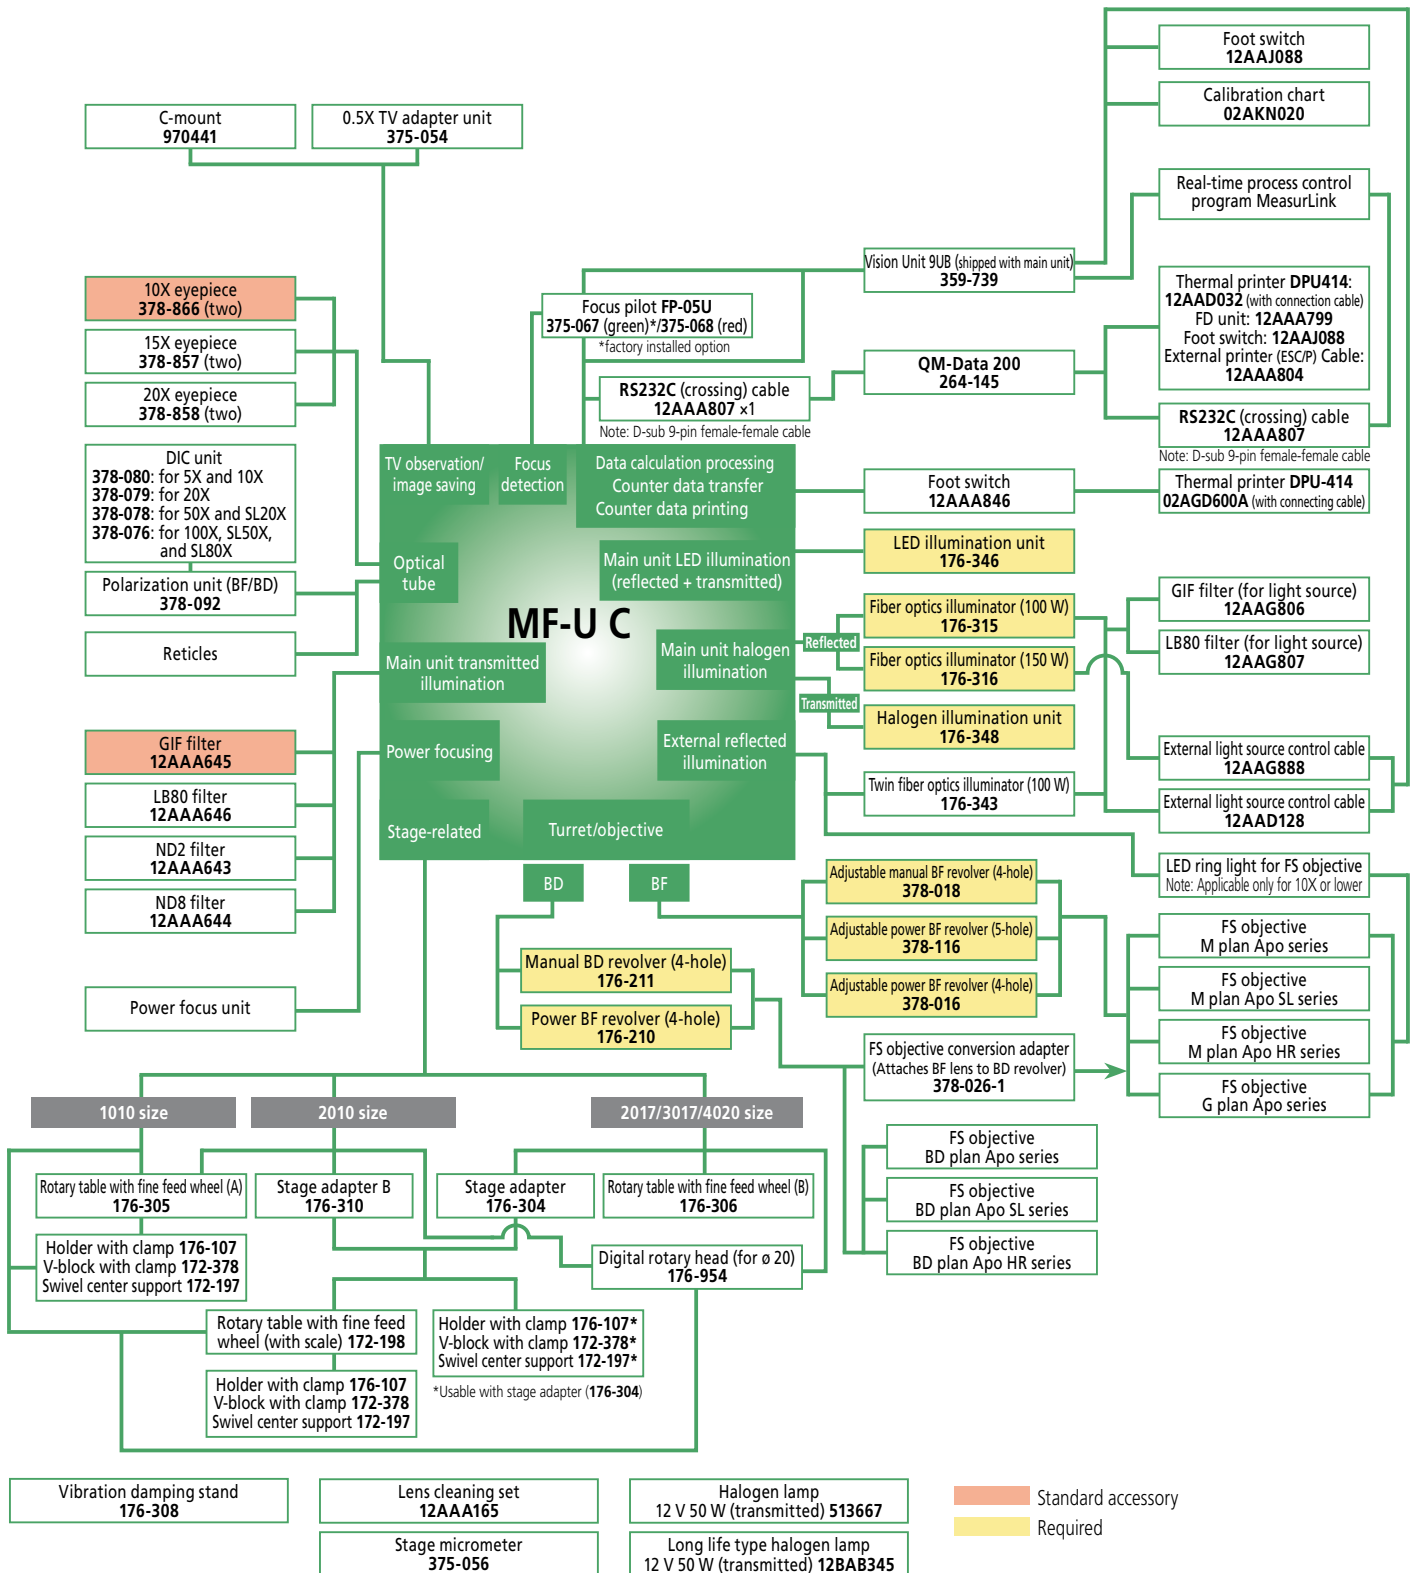 Foot switch
12AAJ088
Calibration chart
02AKN020
C-mount
970441
0.5X TV adapter unit
375-054
Real-time process control
program MeasurLink
Vision Unit 9UB (shipped with main unit)
359-739
10X eyepiece
378-866 (two)
15X eyepiece
378-857 (two)
20X eyepiece
378-858 (two)
Focus pilot FP-05U
375-067 (green)*/375-068 (red)
*factory installed option
Thermal printer DPU414:
12AAD032 (with connection cable)
FD unit: 12AAA799
Foot switch: 12AAJ088
External printer (ESC/P) Cable:
12AAA804
QM-Data 200
264-145
RS232C (crossing) cable
12AAA807 ×1
Note: D-sub 9-pin female-female cable
RS232C (crossing) cable
12AAA807
Note: D-sub 9-pin female-female cable
DIC unit
378-080: for 5X and 10X
378-079: for 20X
378-078: for 50X and SL20X
378-076: for 100X, SL50X,
and SL80X
Polarization unit (BF/BD)
378-092
Reticles
TV observation/
image saving
Focus
detection
Data calculation processing
Counter data transfer
Counter data printing
Foot switch
12AAA846
Thermal printer DPU-414
02AGD600A (with connecting cable)
Optical
tube
Main unit LED illumination
(reflected + transmitted)
LED illumination unit
176-346
MF-U C
Main unit transmitted
illumination
Main unit halogen
illumination
Reflected
Transmitted
Fiber optics illuminator (100 W)
176-315
Fiber optics illuminator (150 W)
176-316
Halogen illumination unit
176-348
GIF filter (for light source)
12AAG806
LB80 filter (for light source)
12AAG807
GIF filter
12AAA645
LB80 filter
12AAA646
ND2 filter
12AAA643
ND8 filter
12AAA644
Power focusing
External reflected
illumination
Twin fiber optics illuminator (100 W)
176-343
External light source control cable
12AAG888
External light source control cable
12AAD128
Stage-related
Turret/objective
BD
BF
LED ring light for FS objective
Note: Applicable only for 10X or lower
Adjustable manual BF revolver (4-hole)
378-018
Adjustable power BF revolver (5-hole)
378-116
Adjustable power BF revolver (4-hole)
378-016
FS objective
M plan Apo series
FS objective
M plan Apo SL series
FS objective
M plan Apo HR series
FS objective
G plan Apo series
Manual BD revolver (4-hole)
176-211
Power BF revolver (4-hole)
176-210
Power focus unit
FS objective conversion adapter
(Attaches BF lens to BD revolver)
378-026-1
FS objective
BD plan Apo series
FS objective
BD plan Apo SL series
FS objective
BD plan Apo HR series
1010 size
2010 size
2017/3017/4020 size
Rotary table with fine feed wheel (A)
176-305
Stage adapter B
176-310
Stage adapter
176-304
Rotary table with fine feed wheel (B)
176-306
Holder with clamp 176-107
V-block with clamp 172-378
Swivel center support 172-197
Digital rotary head (for ø 20)
176-954
Rotary table with fine feed
wheel (with scale) 172-198
Holder with clamp 176-107*
V-block with clamp 172-378*
Swivel center support 172-197*
*Usable with stage adapter (176-304)
Holder with clamp 176-107
V-block with clamp 172-378
Swivel center support 172-197
Vibration damping stand
176-308
Lens cleaning set
12AAA165
Halogen lamp
12 V 50 W (transmitted) 513667
Stage micrometer
375-056
Long life type halogen lamp
12 V 50 W (transmitted) 12BAB345
Standard accessory
Required